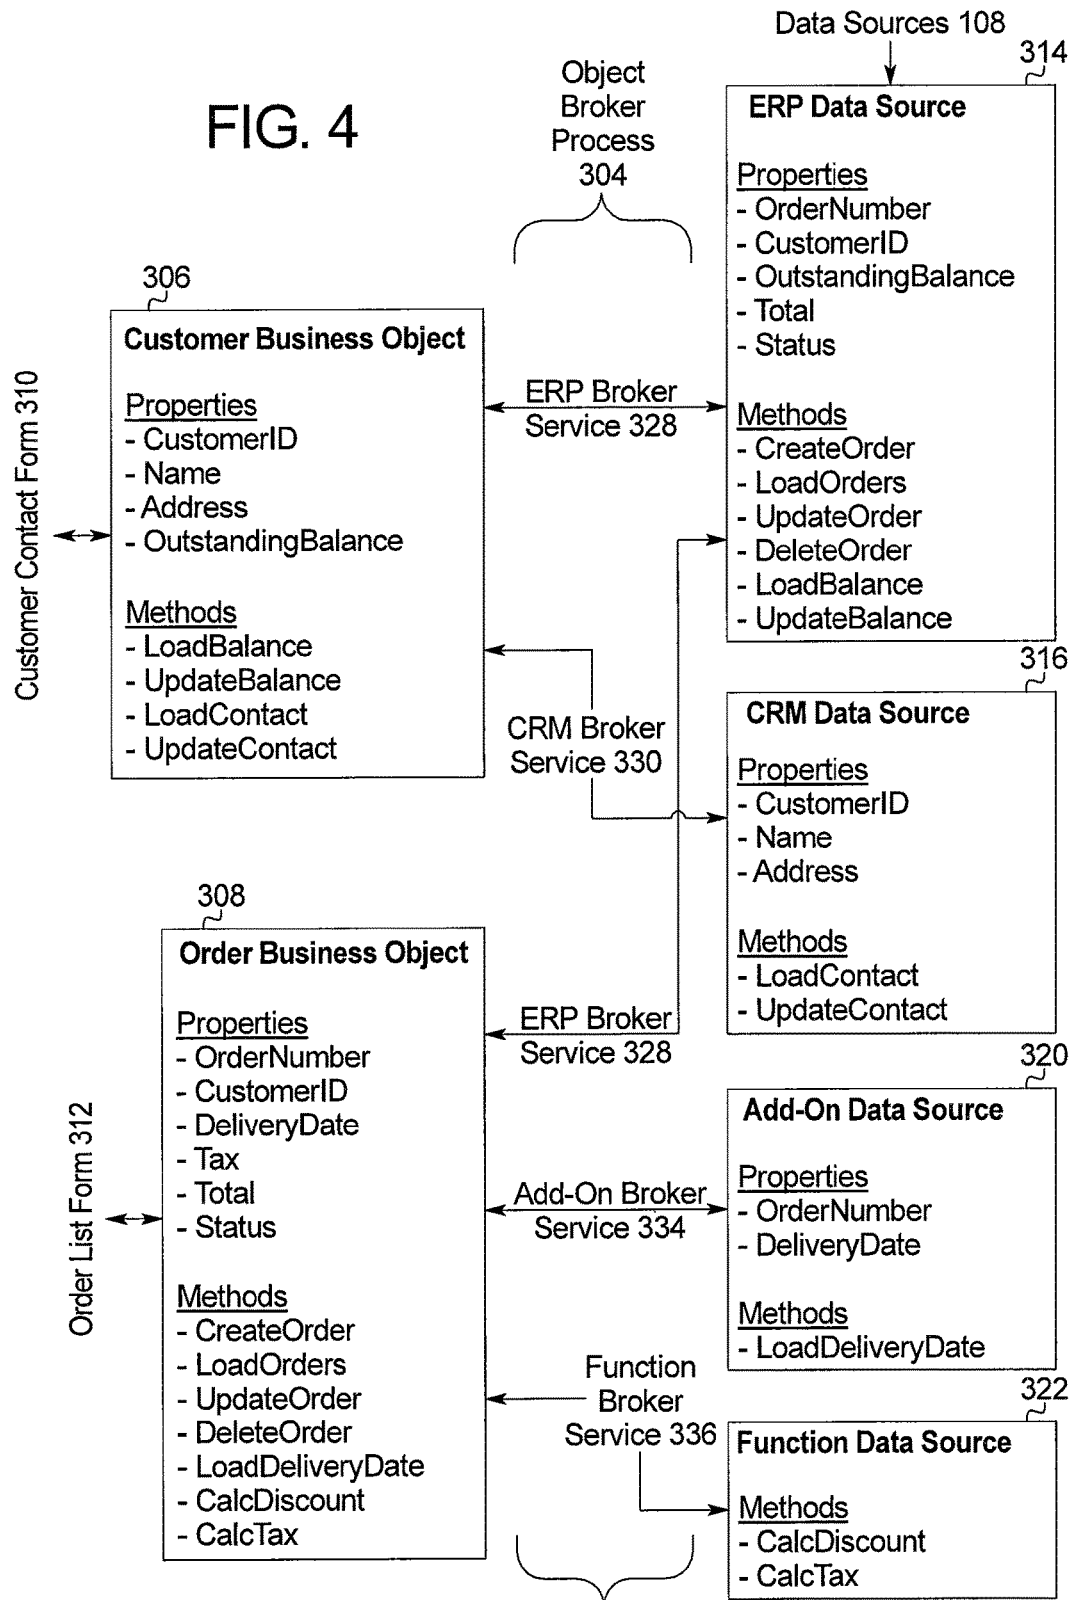 Data Sources 108
FIG. 4
Object
Broker
Process
304
314
ERP Data Source
Properties
- OrderNumber
- CustomerID
- OutstandingBalance
- Total
- Status
Methods
- CreateOrder
- LoadOrders
- UpdateOrder
- DeleteOrder
- LoadBalance
- UpdateBalance
306
Customer Business Object
Properties
- CustomerID
- Name
- Address
- OutstandingBalance
Methods
- LoadBalance
- UpdateBalance
- LoadContact
- UpdateContact
Customer Contact Form 310
ERP Broker
Service 328
CRM Broker
Service 330
316
CRM Data Source
Properties
- CustomerID
- Name
- Address
Methods
- LoadContact
- UpdateContact
308
Order Business Object
Properties
- OrderNumber
- CustomerID
- DeliveryDate
- Tax
- Total
- Status
Methods
- CreateOrder
- LoadOrders
- UpdateOrder
- DeleteOrder
- LoadDeliveryDate
- CalcDiscount
- CalcTax
Order List Form 312
ERP Broker
Service 328
Add-On Broker
Service 334
Function
Broker
Service 336
320
Add-On Data Source
Properties
- OrderNumber
- DeliveryDate
Methods
- LoadDeliveryDate
322
Function Data Source
Methods
- CalcDiscount
- CalcTax